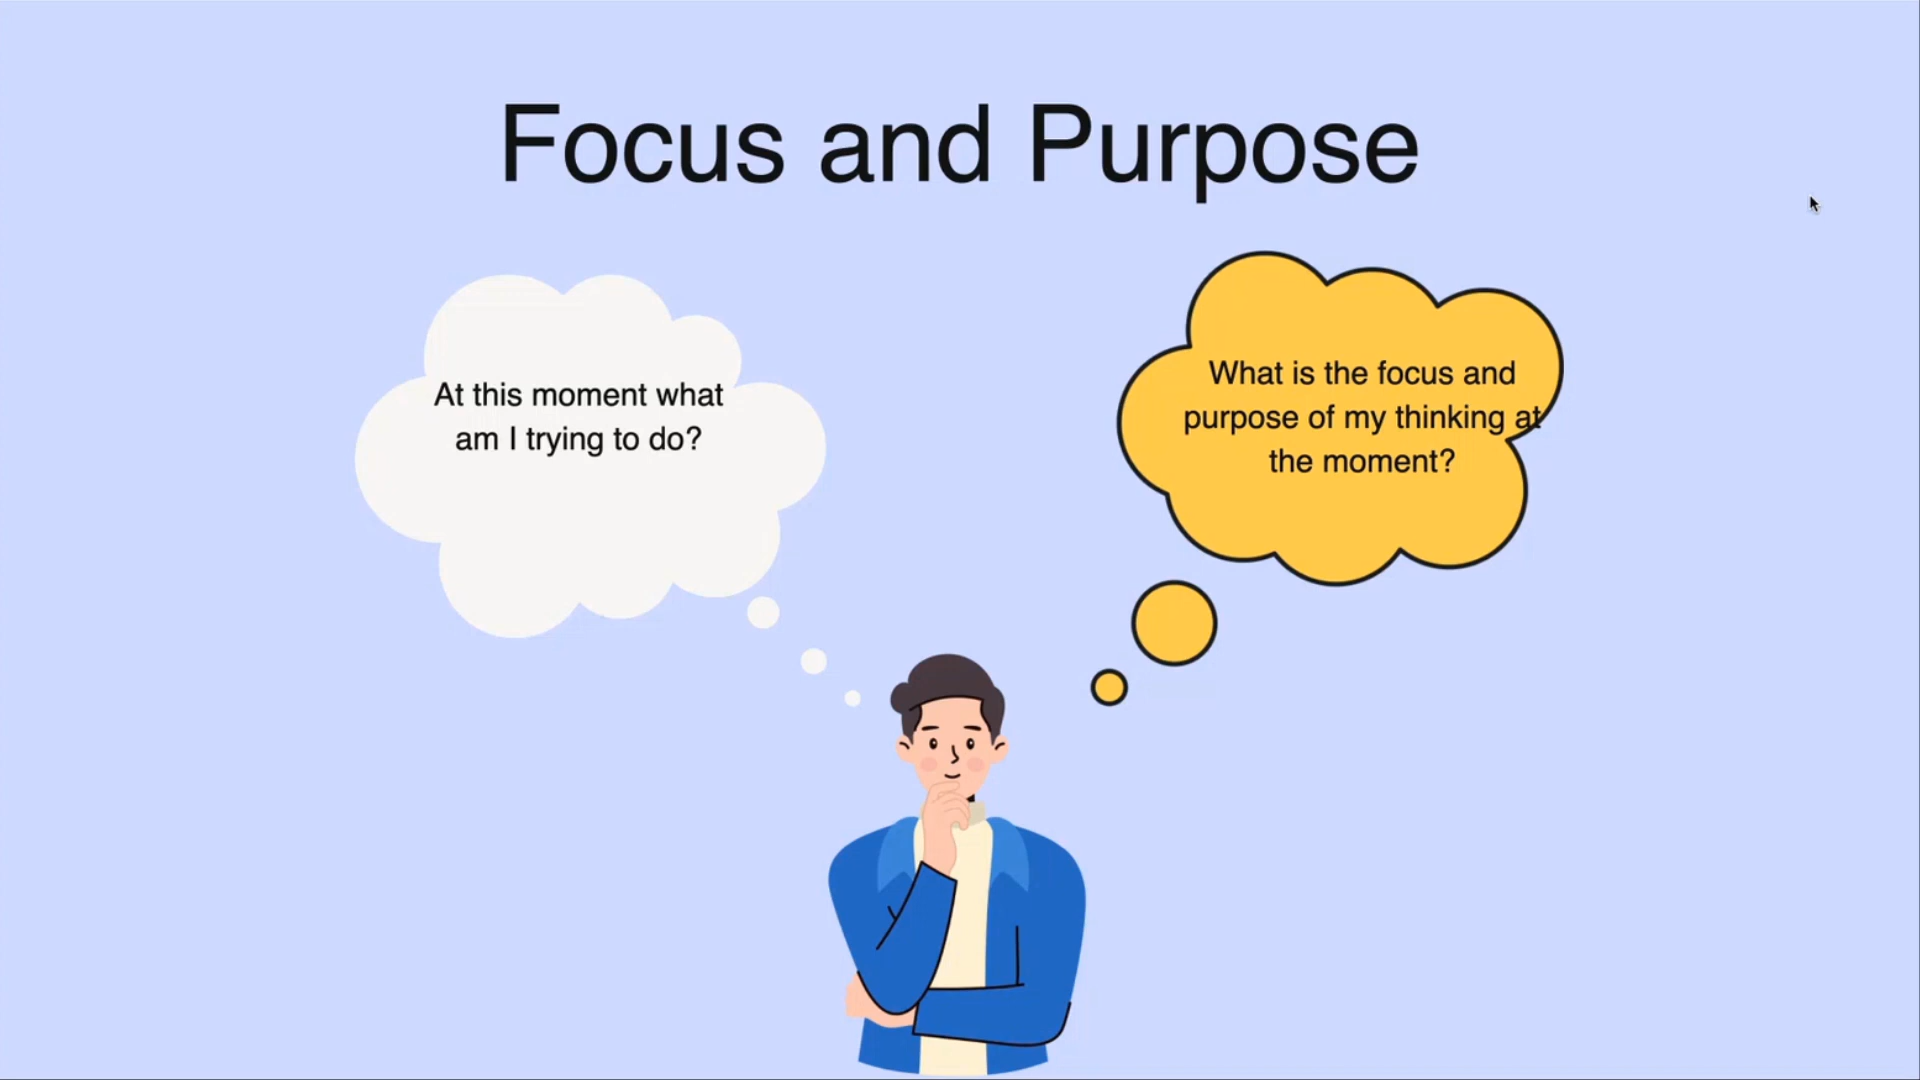 Focus and Purpose
At this moment what
am I trying to do?
What is the focus and
purpose of my thinking at
the moment?